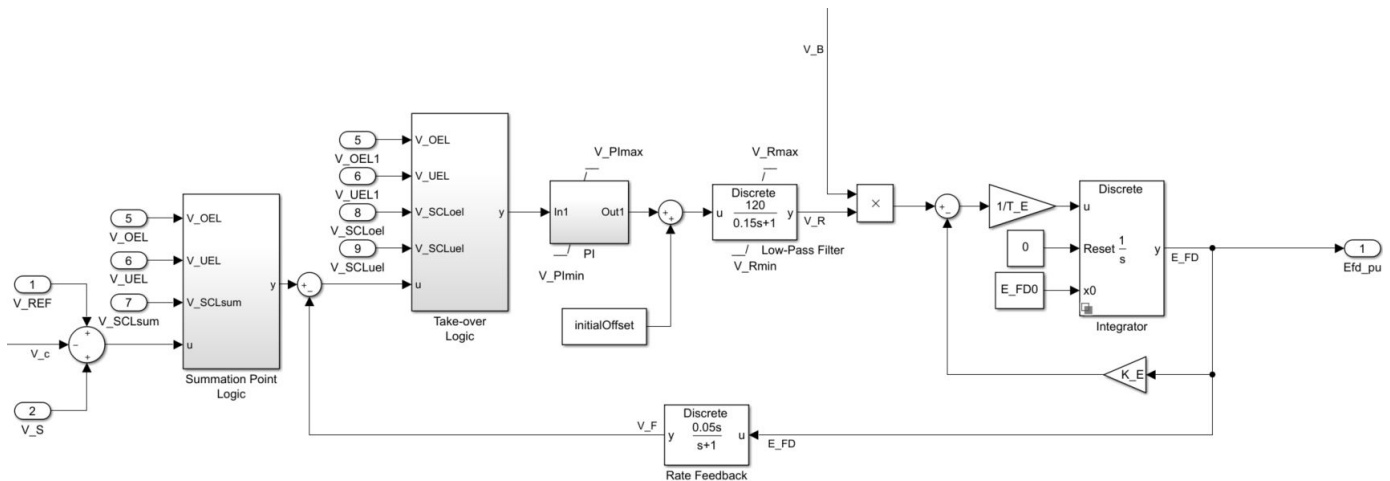 V_B
5
V_OEL
V_OEL1
6
V_UEL
V_UEL1
8
V_SCLoel
V_SCLoel
9
V_SCLuel
V_SCLuel
u
y
Take-over
Logic
V_PImax
In1
Out1
PI
V_PImin
+
+
initialOffset
V_Rmax
Discrete
u
120
0.15s+1
y
Low-Pass Filter
V_Rmin
V_R
×
+
−
1/T_E
Discrete
u
0
Reset
1
s
y
E_FD0
x0
Integrator
E_FD
1
Efd_pu
K_E
5
V_OEL
V_OEL
6
V_UEL
V_UEL
7
V_SCLsum
V_SCLsum
u
y
Summation Point
Logic
+
−
1
V_REF
V_c
+
−
+
2
V_S
V_F
Discrete
y
0.05s
s+1
u
Rate Feedback
E_FD